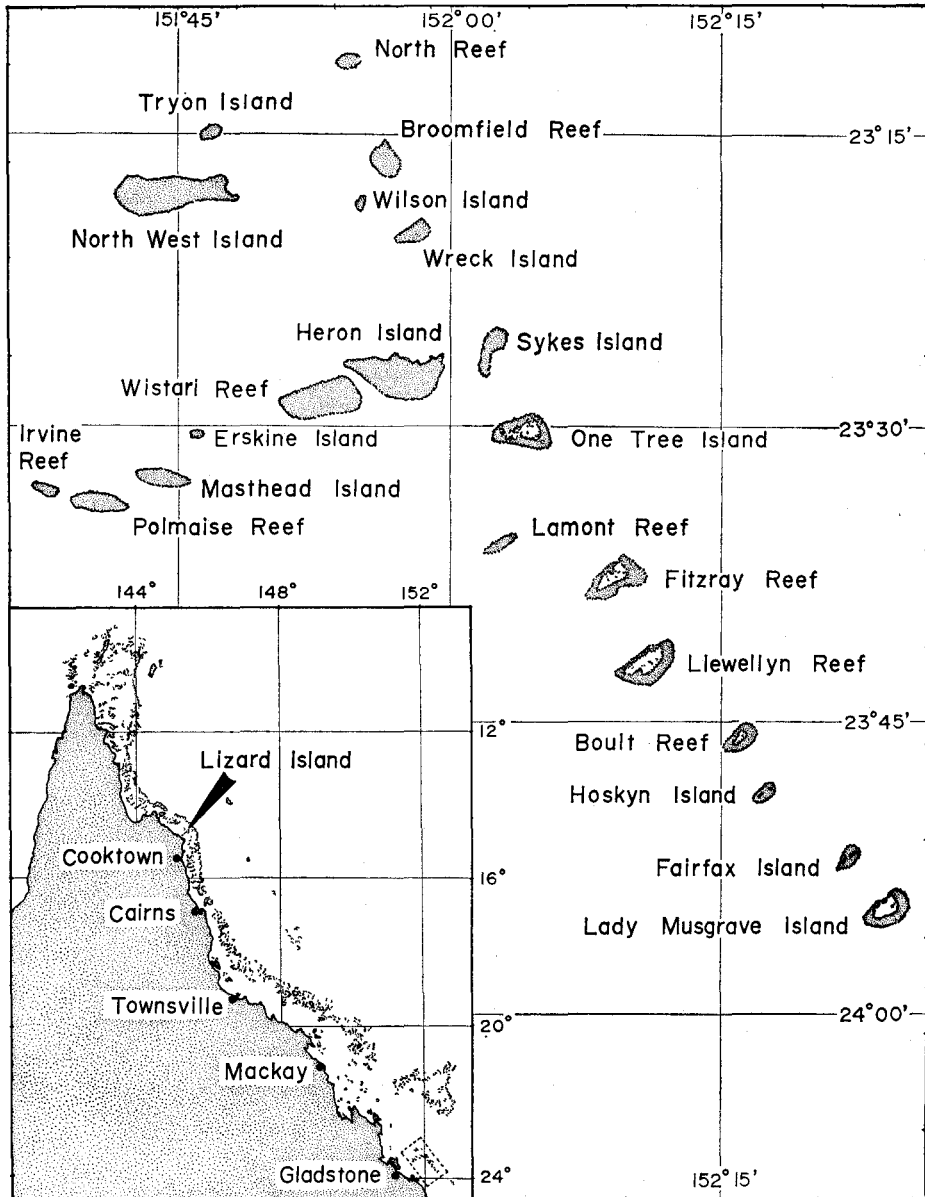 151°45'
152°00'
152°15'
North Reef
Tryon Island
Broomfield Reef
23°15'
Wilson Island
North West Island
Wreck Island
Heron Island
Sykes Island
Wistari Reef
Irvine
Reef
Erskine Island
One Tree Island
23°30'
Masthead Island
Polmaise Reef
Lamont Reef
Fitzray Reef
144°
148°
152°
Llewellyn Reef
23°45'
12°
Boult Reef
Lizard Island
Hoskyn Island
Cooktown
Fairfax Island
16°
Cairns
Lady Musgrave Island
Townsville
24°00'
20°
Mackay
Gladstone
24°
152°15'